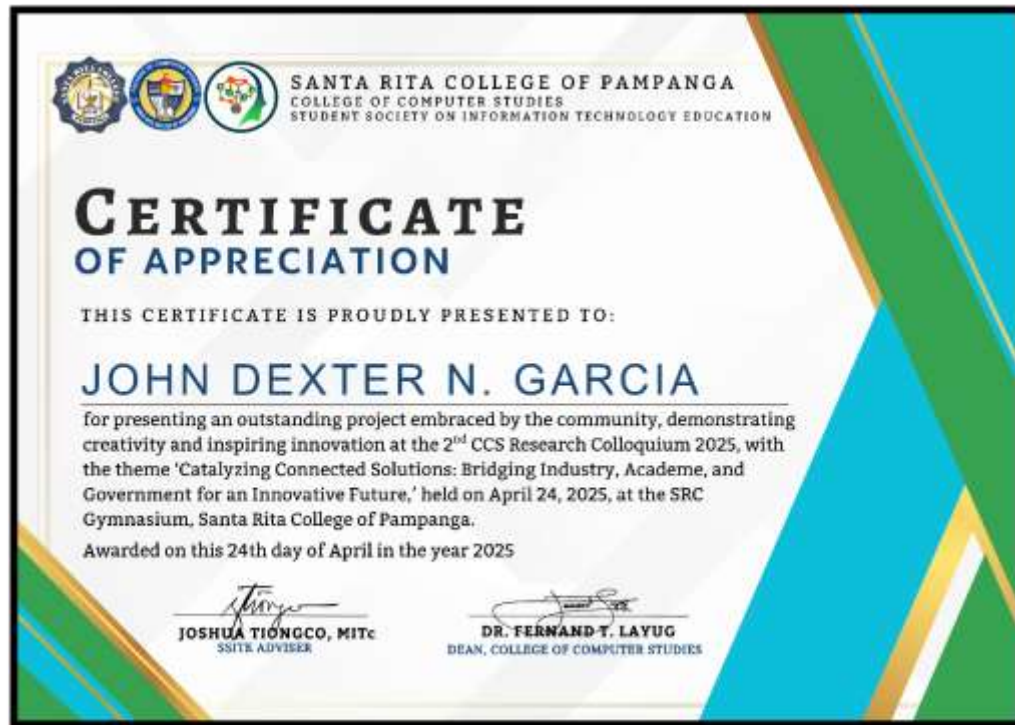 SANTA RITA COLLEGE OF PAMPANGA
COLLEGE OF COMPUTER STUDIES
STUDENT SOCIETY ON INFORMATION TECHNOLOGY EDUCATION
CERTIFICATE
OF APPRECIATION
THIS CERTIFICATE IS PROUDLY PRESENTED TO:
JOHN DEXTER N. GARCIA
for presenting an outstanding project embraced by the community, demonstrating
creativity and inspiring innovation at the 2nd CCS Research Colloquium 2025, with
the theme 'Catalyzing Connected Solutions: Bridging Industry, Academe, and
Government for an Innovative Future,' held on April 24, 2025, at the SRC
Gymnasium, Santa Rita College of Pampanga.
Awarded on this 24th day of April in the year 2025
JOSHUA TIONGCO, MITc
SSITE ADVISER
DR. FERNAND T. LAYUG
DEAN, COLLEGE OF COMPUTER STUDIES